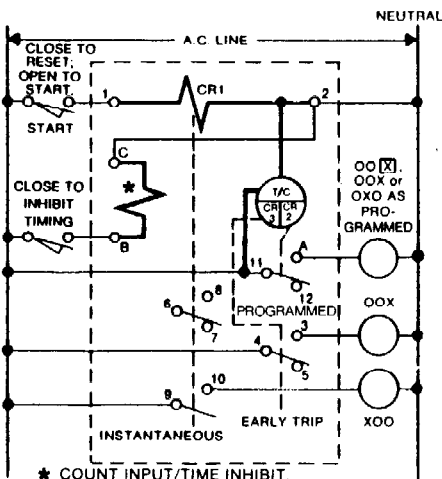 NEUTRAL
A.C. LINE
CLOSE TO
RESET;
OPEN TO
START
1
CR1
2
START
C
T/C
CR CR
3 2
OO[X],
OOX or
OXO AS
PRO-
GRAMMED
CLOSE TO
INHIBIT
TIMING
*
B
A
11
12
PROGRAMMED
8
6
7
OOX
3
4
5
10
9
XOO
INSTANTANEOUS
EARLY TRIP
* COUNT INPUT/TIME INHIBIT